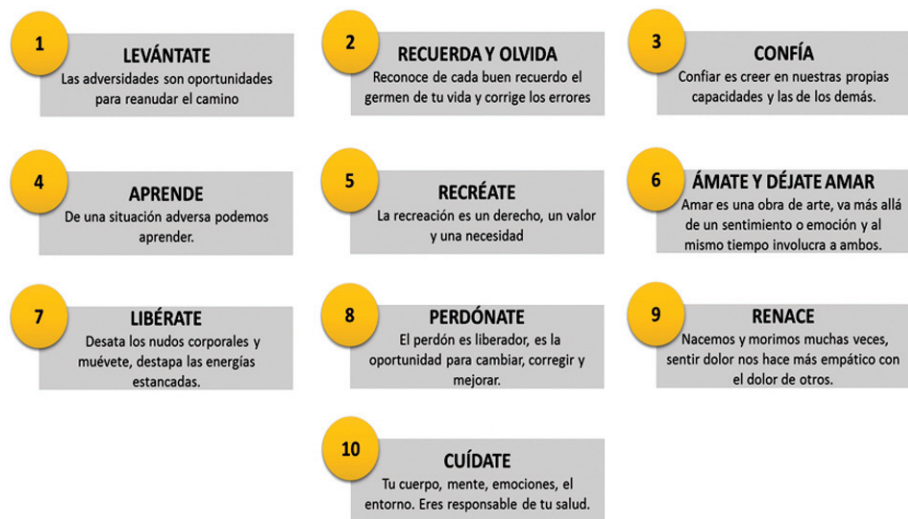 1
LEVÁNTATE
Las adversidades son oportunidades
para reanudar el camino
2
RECUERDA Y OLVIDA
Reconoce de cada buen recuerdo el
germen de tu vida y corrige los errores
3
CONFÍA
Confiar es creer en nuestras propias
capacidades y las de los demás.
4
APRENDE
De una situación adversa podemos
aprender.
5
RECRÉATE
La recreación es un derecho, un valor
y una necesidad
6
ÁMATE Y DÉJATE AMAR
Amar es una obra de arte, va más allá
de un sentimiento o emoción y al
mismo tiempo involucra a ambos.
7
LIBÉRATE
Desata los nudos corporales y
muévete, destapa las energías
estancadas.
8
PERDÓNATE
El perdón es liberador, es la
oportunidad para cambiar, corregir y
mejorar.
9
RENACE
Nacemos y morimos muchas veces,
sentir dolor nos hace más empático con
el dolor de otros.
10
CUÍDATE
Tu cuerpo, mente, emociones, el
entorno. Eres responsable de tu salud.